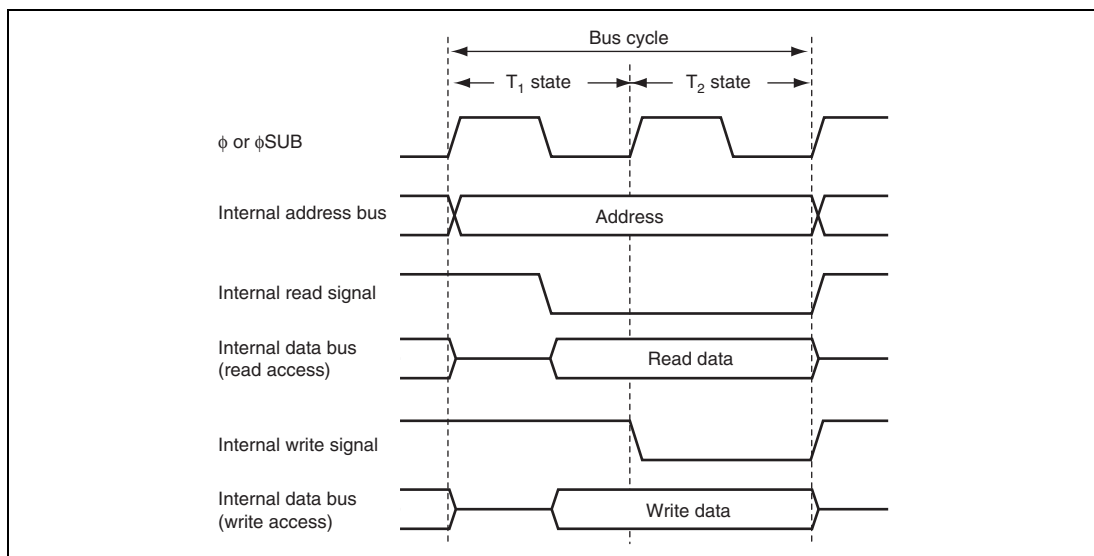 Bus cycle
T₁ state
T₂ state
ϕ or ϕSUB
Internal address bus
Address
Internal read signal
Internal data bus
(read access)
Read data
Internal write signal
Internal data bus
(write access)
Write data